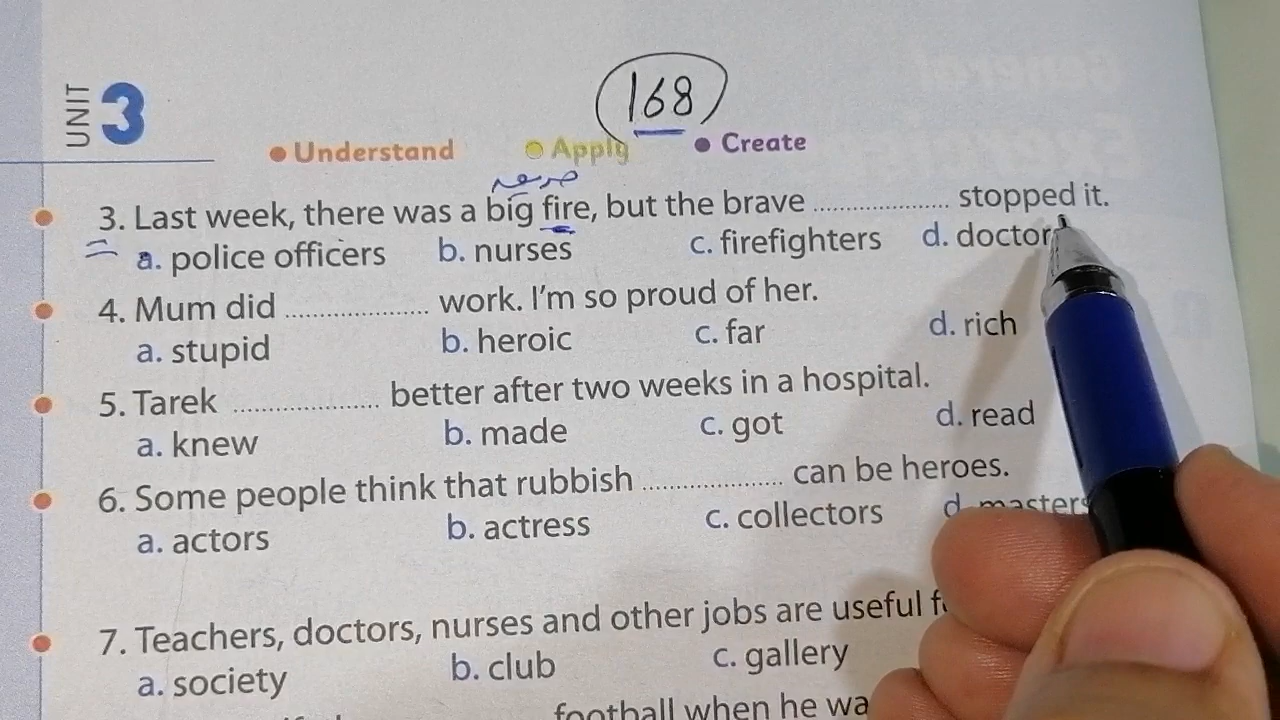 UNIT 3
168
• Understand • Apply • Create
3. Last week, there was a big fire, but the brave .................... stopped it.
a. police officers b. nurses c. firefighters d. doctor
4. Mum did .................... work. I'm so proud of her.
a. stupid b. heroic c. far d. rich
5. Tarek .................... better after two weeks in a hospital.
a. knew b. made c. got d. read
6. Some people think that rubbish .................... can be heroes.
a. actors b. actress c. collectors d. masters
7. Teachers, doctors, nurses and other jobs are useful
a. society b. club c. gallery
football when he wa